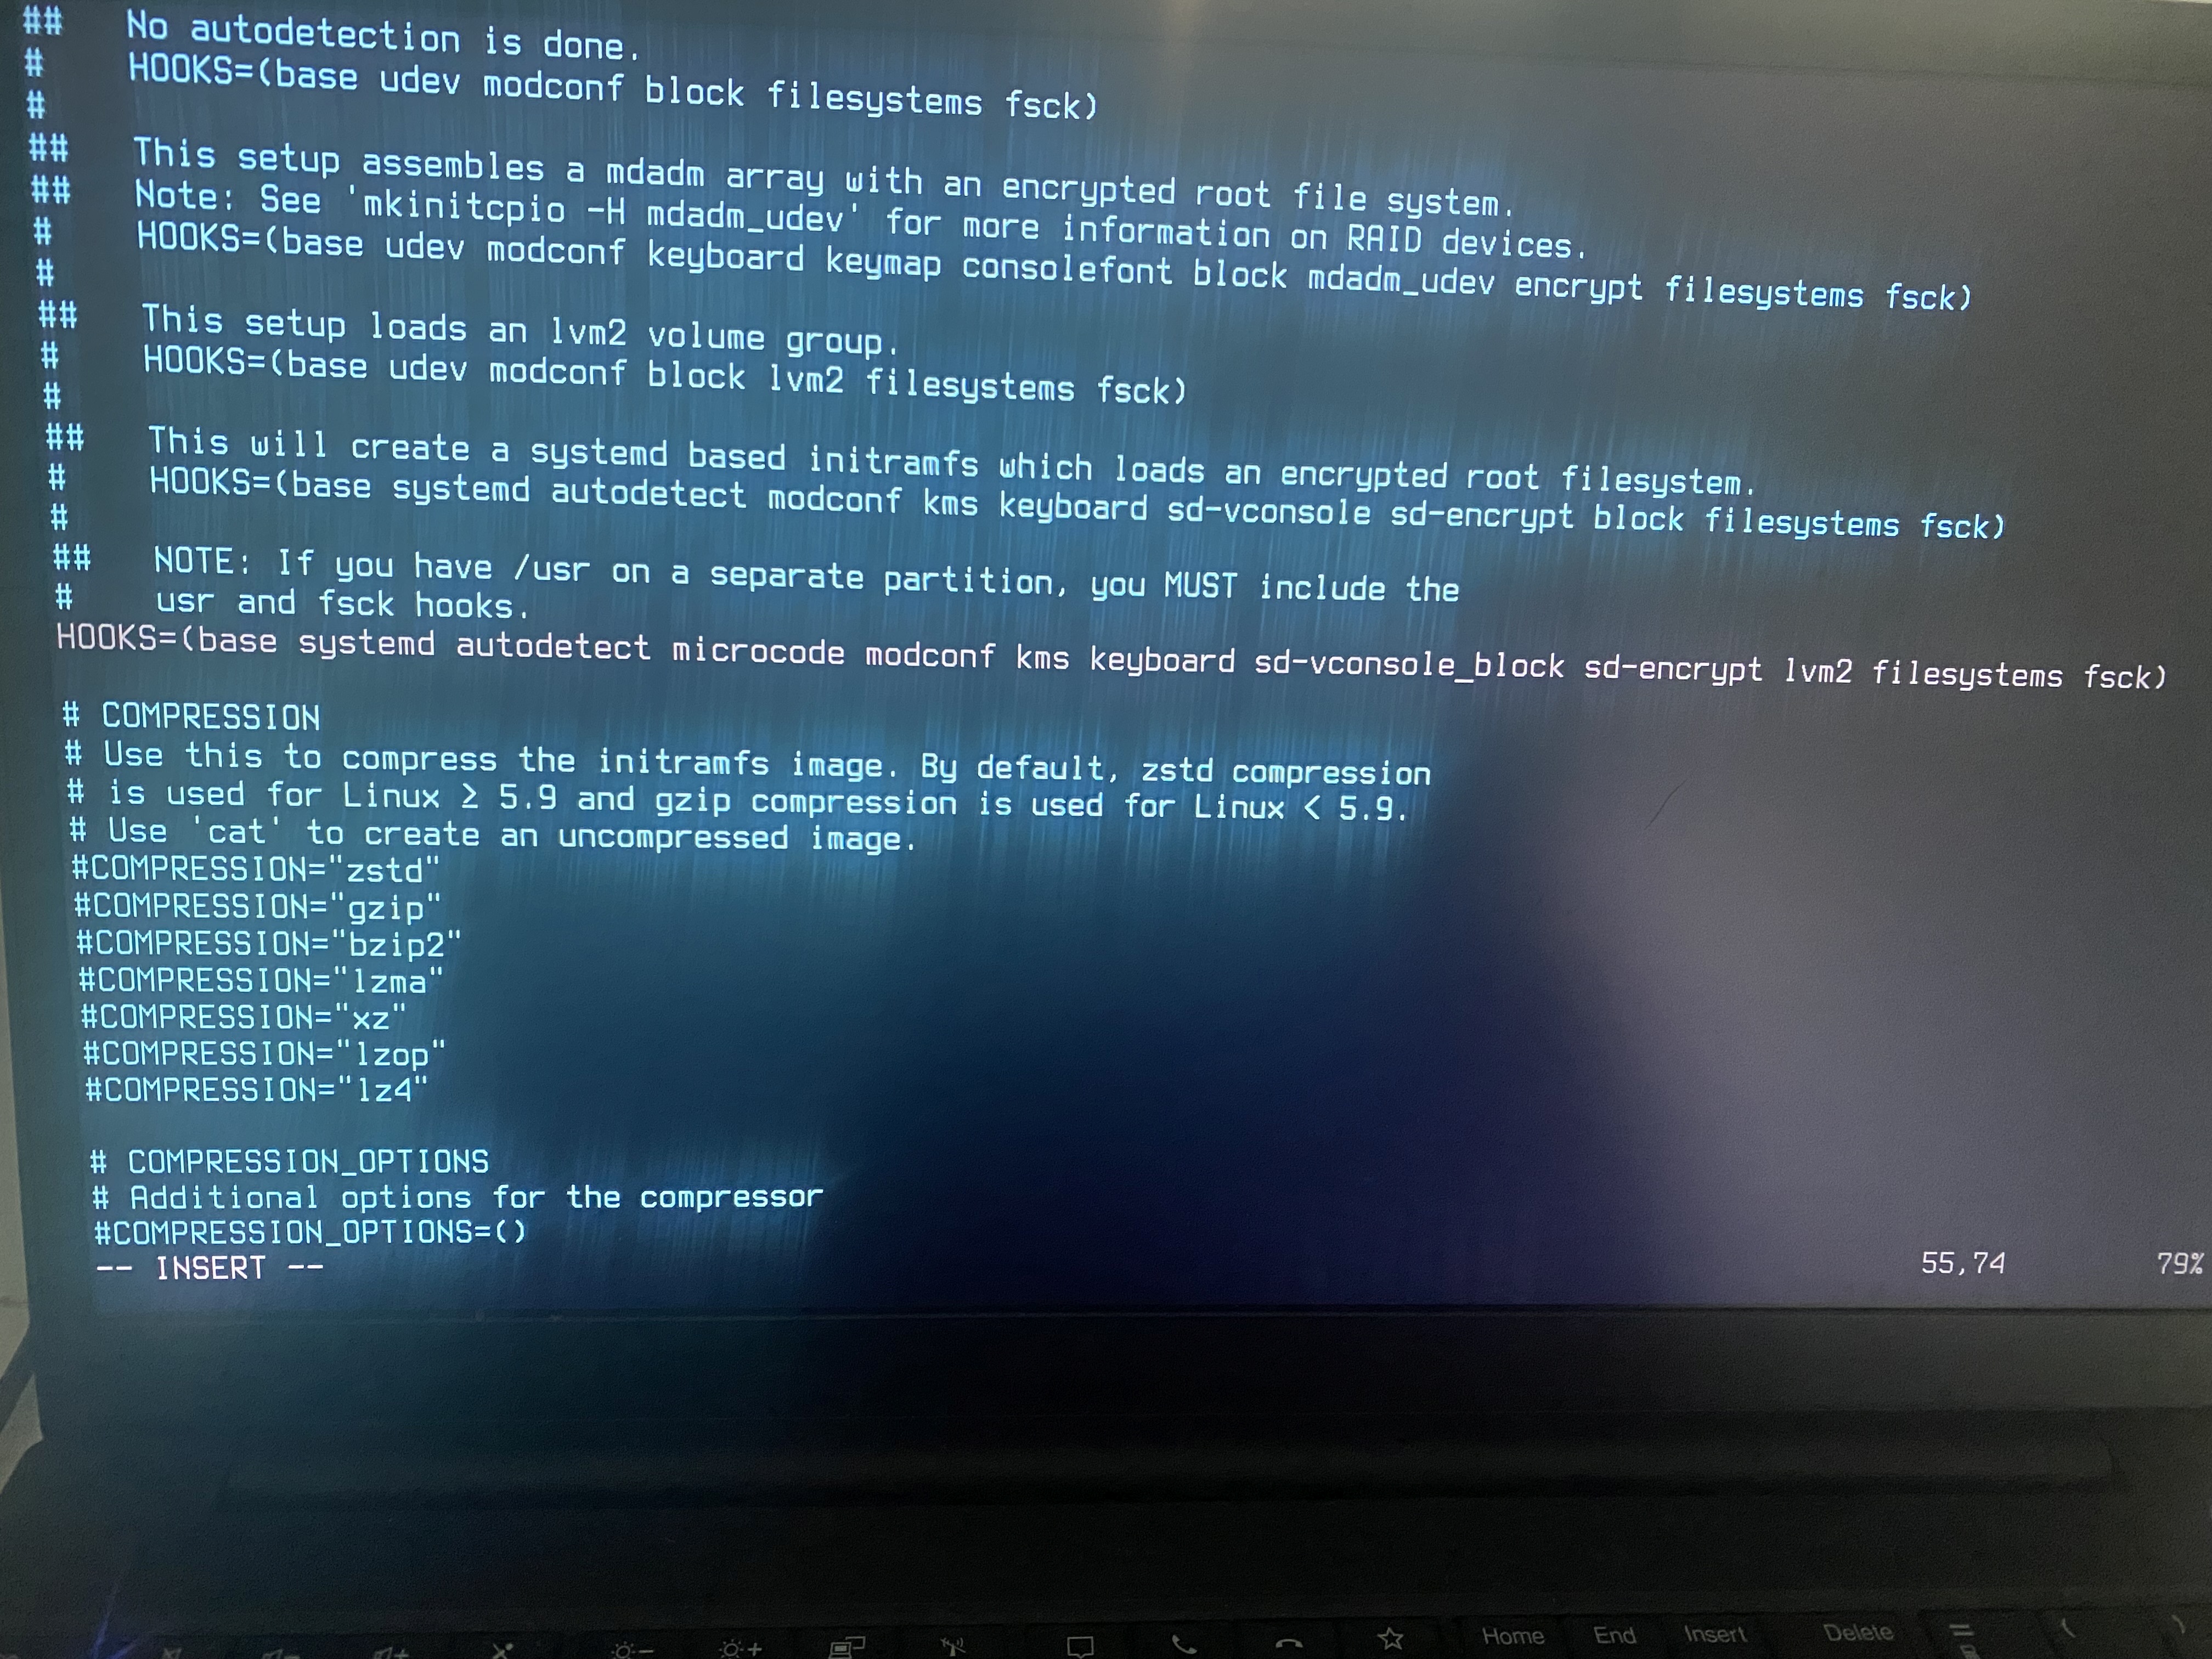 ## No autodetection is done.
# HOOKS=(base udev modconf block filesystems fsck)
#
## This setup assembles a mdadm array with an encrypted root file system.
## Note: See 'mkinitcpio -H mdadm_udev' for more information on RAID devices.
# HOOKS=(base udev modconf keyboard keymap consolefont block mdadm_udev encrypt filesystems fsck)
#
## This setup loads an lvm2 volume group.
# HOOKS=(base udev modconf block lvm2 filesystems fsck)
#
## This will create a systemd based initramfs which loads an encrypted root filesystem.
# HOOKS=(base systemd autodetect modconf kms keyboard sd-vconsole sd-encrypt block filesystems fsck)
#
## NOTE: If you have /usr on a separate partition, you MUST include the
# usr and fsck hooks.
HOOKS=(base systemd autodetect microcode modconf kms keyboard sd-vconsole_block sd-encrypt lvm2 filesystems fsck)
# COMPRESSION
# Use this to compress the initramfs image. By default, zstd compression
# is used for Linux ≥ 5.9 and gzip compression is used for Linux < 5.9.
# Use 'cat' to create an uncompressed image.
#COMPRESSION="zstd"
#COMPRESSION="gzip"
#COMPRESSION="bzip2"
#COMPRESSION="lzma"
#COMPRESSION="xz"
#COMPRESSION="lzop"
#COMPRESSION="lz4"
# COMPRESSION_OPTIONS
# Additional options for the compressor
#COMPRESSION_OPTIONS=()
-- INSERT -- 55,74 79%
Home End Insert Delete